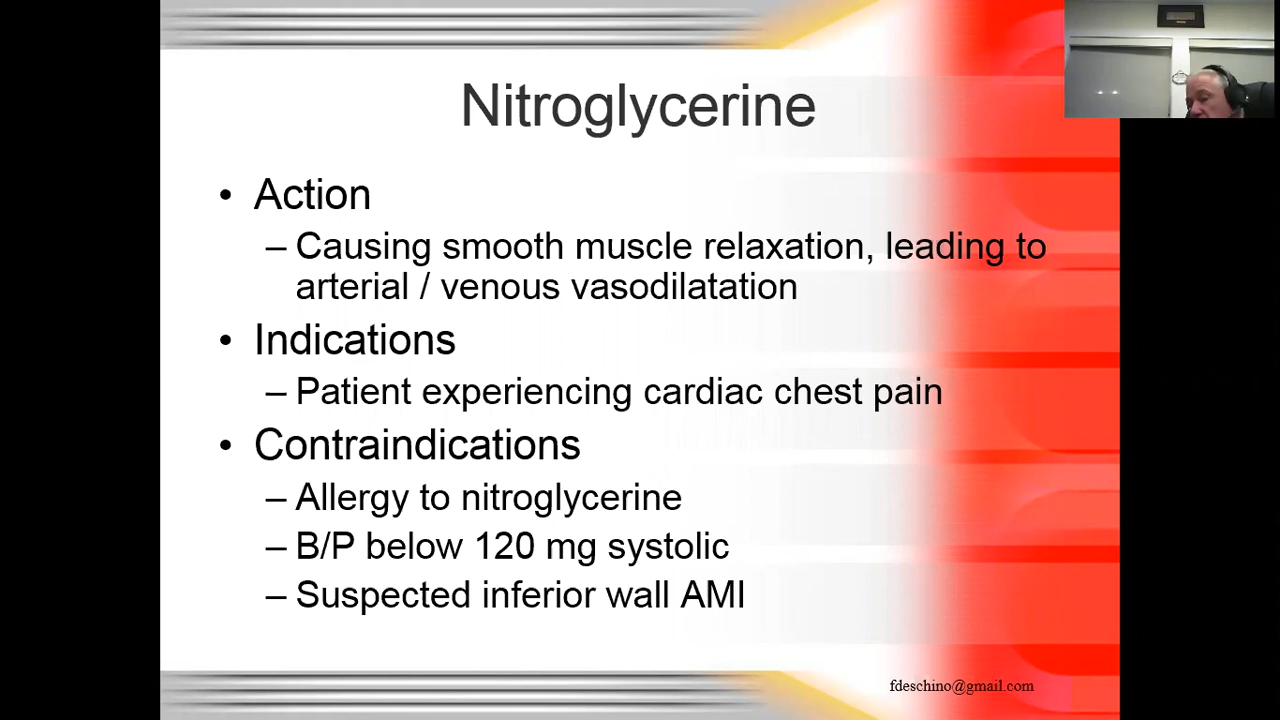 Nitroglycerine
• Action
– Causing smooth muscle relaxation, leading to
arterial / venous vasodilatation
• Indications
– Patient experiencing cardiac chest pain
• Contraindications
– Allergy to nitroglycerine
– B/P below 120 mg systolic
– Suspected inferior wall AMI
fdeschino@gmail.com